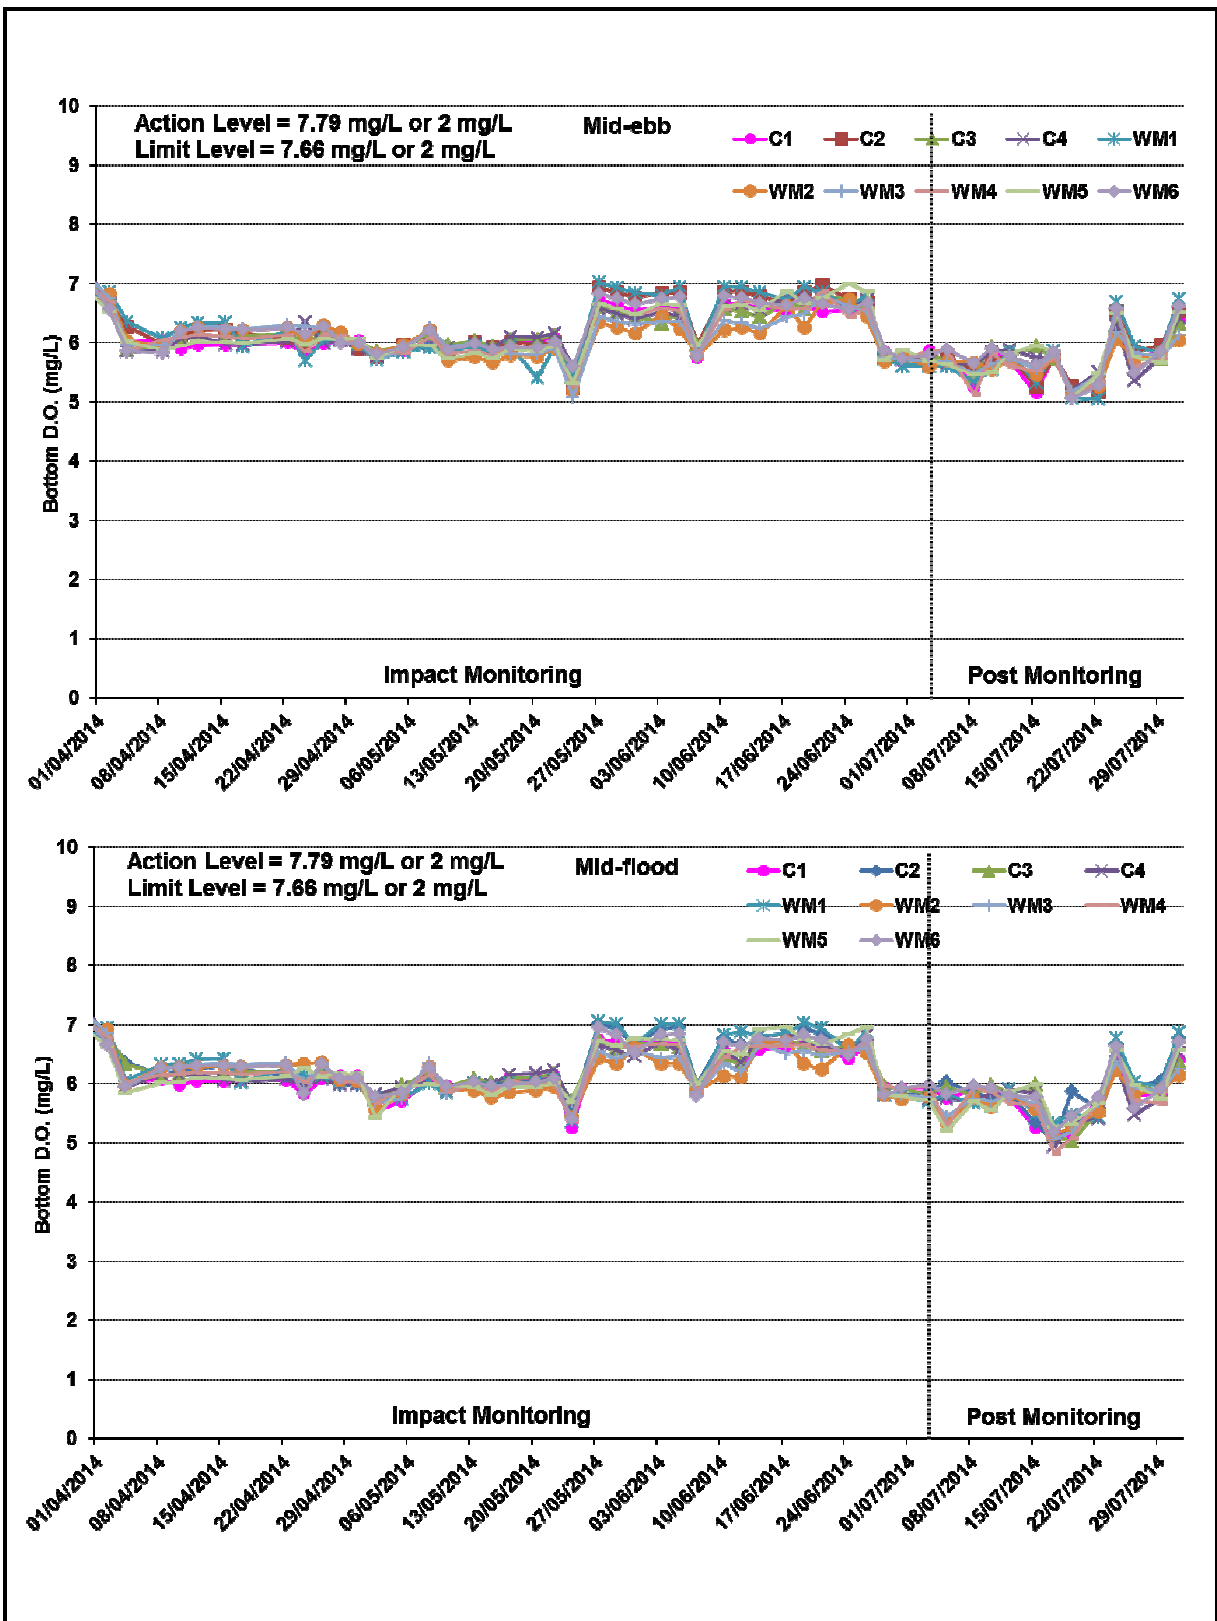 10
Action Level = 7.79 mg/L or 2 mg/L Mid-ebb
Limit Level = 7.66 mg/L or 2 mg/L
C1 C2 C3 C4 WM1
9
WM2 WM3 WM4 WM5 WM6
8
7
6
5
4
3
2
1
0
Bottom D.O. (mg/L)
Impact Monitoring Post Monitoring
01/04/2014 08/04/2014 15/04/2014 22/04/2014 29/04/2014 06/05/2014 13/05/2014 20/05/2014 27/05/2014 03/06/2014 10/06/2014 17/06/2014 24/06/2014 01/07/2014 08/07/2014 15/07/2014 22/07/2014 29/07/2014
10
Action Level = 7.79 mg/L or 2 mg/L Mid-flood
Limit Level = 7.66 mg/L or 2 mg/L
C1 C2 C3 C4
9
WM1 WM2 WM3 WM4
WM5 WM6
8
7
6
5
4
3
2
1
0
Bottom D.O. (mg/L)
Impact Monitoring Post Monitoring
01/04/2014 08/04/2014 15/04/2014 22/04/2014 29/04/2014 06/05/2014 13/05/2014 20/05/2014 27/05/2014 03/06/2014 10/06/2014 17/06/2014 24/06/2014 01/07/2014 08/07/2014 15/07/2014 22/07/2014 29/07/2014